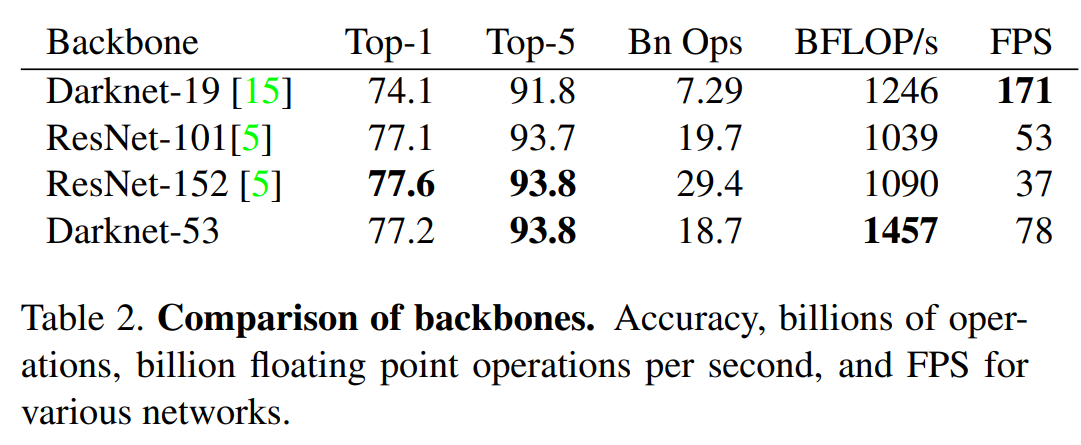 Backbone Top-1 Top-5 Bn Ops BFLOP/s FPS
Darknet-19 [15] 74.1 91.8 7.29 1246 171
ResNet-101[5] 77.1 93.7 19.7 1039 53
ResNet-152 [5] 77.6 93.8 29.4 1090 37
Darknet-53 77.2 93.8 18.7 1457 78
Table 2. Comparison of backbones. Accuracy, billions of oper-
ations, billion floating point operations per second, and FPS for
various networks.